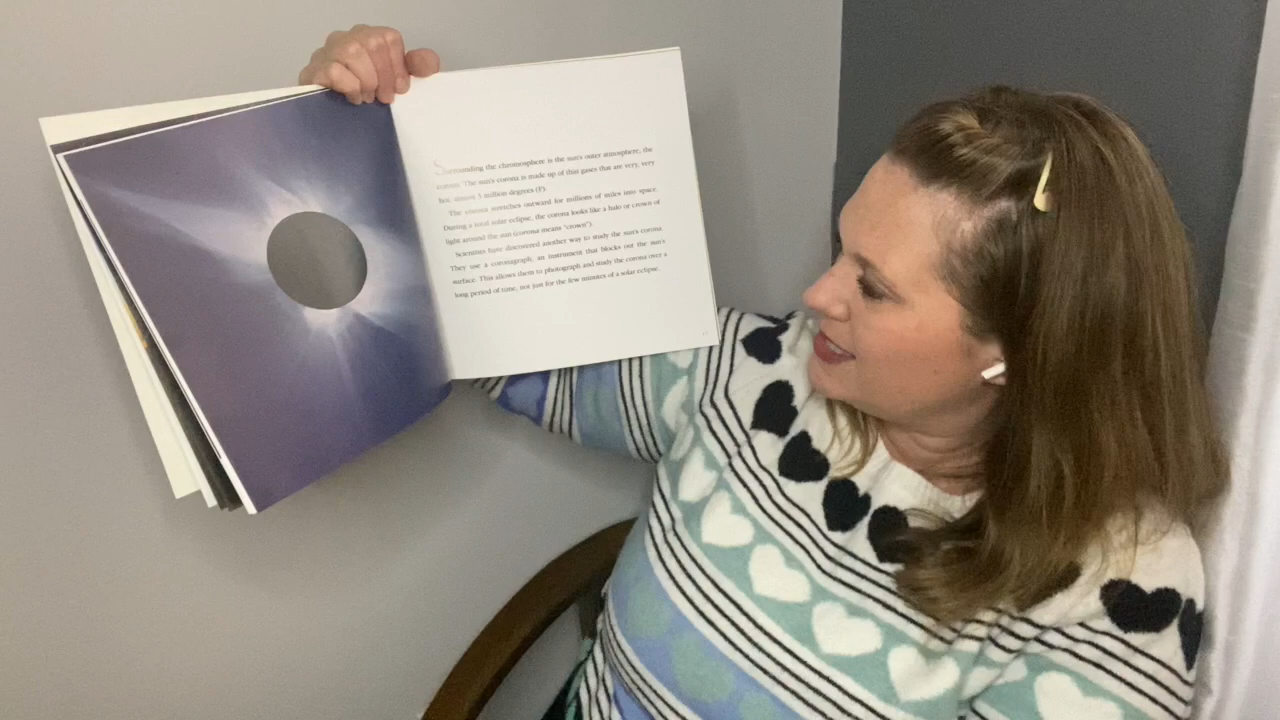 Surrounding the chromosphere is the sun's outer atmosphere, the
corona. The sun's corona is made up of thin gases that are very, very
hot, almost 3 million degrees (F).
The corona stretches outward for millions of miles into space.
During a total solar eclipse, the corona looks like a halo or crown of
light around the sun (corona means "crown").
Scientists have discovered another way to study the sun's corona.
They use a coronagraph, an instrument that blocks out the sun's
surface. This allows them to photograph and study the corona over a
long period of time, not just for the few minutes of a solar eclipse.